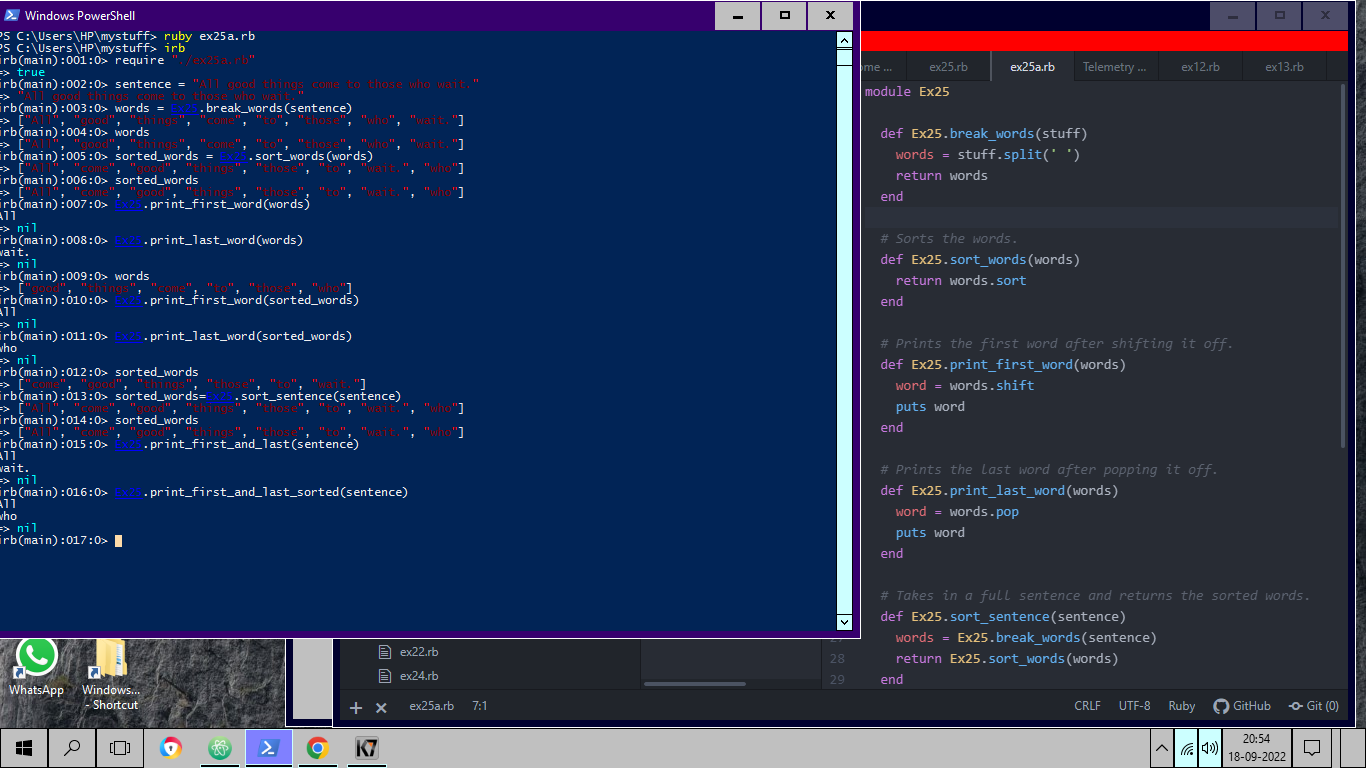 Windows PowerShell
PS C:\Users\HP\mystuff> ruby ex25a.rb
PS C:\Users\HP\mystuff> irb
irb(main):001:0> require "./ex25a.rb"
=> true
irb(main):002:0> sentence = "All good things come to those who wait."
=> "All good things come to those who wait."
irb(main):003:0> words = Ex25.break_words(sentence)
=> ["All", "good", "things", "come", "to", "those", "who", "wait."]
irb(main):004:0> words
=> ["All", "good", "things", "come", "to", "those", "who", "wait."]
irb(main):005:0> sorted_words = Ex25.sort_words(words)
=> ["All", "come", "good", "things", "those", "to", "wait.", "who"]
irb(main):006:0> sorted_words
=> ["All", "come", "good", "things", "those", "to", "wait.", "who"]
irb(main):007:0> Ex25.print_first_word(words)
All
=> nil
irb(main):008:0> Ex25.print_last_word(words)
wait.
=> nil
irb(main):009:0> words
=> ["good", "things", "come", "to", "those", "who"]
irb(main):010:0> Ex25.print_first_word(sorted_words)
All
=> nil
irb(main):011:0> Ex25.print_last_word(sorted_words)
who
=> nil
irb(main):012:0> sorted_words
=> ["come", "good", "things", "those", "to", "wait."]
irb(main):013:0> sorted_words=Ex25.sort_sentence(sentence)
=> ["All", "come", "good", "things", "those", "to", "wait.", "who"]
irb(main):014:0> sorted_words
=> ["All", "come", "good", "things", "those", "to", "wait.", "who"]
irb(main):015:0> Ex25.print_first_and_last(sentence)
All
wait.
=> nil
irb(main):016:0> Ex25.print_first_and_last_sorted(sentence)
All
who
=> nil
irb(main):017:0>
ome ... ex25.rb ex25a.rb Telemetry ... ex12.rb ex13.rb
module Ex25
def Ex25.break_words(stuff)
words = stuff.split(' ')
return words
end
# Sorts the words.
def Ex25.sort_words(words)
return words.sort
end
# Prints the first word after shifting it off.
def Ex25.print_first_word(words)
word = words.shift
puts word
end
# Prints the last word after popping it off.
def Ex25.print_last_word(words)
word = words.pop
puts word
end
# Takes in a full sentence and returns the sorted words.
def Ex25.sort_sentence(sentence)
words = Ex25.break_words(sentence)
28 return Ex25.sort_words(words)
29 end
ex22.rb
ex24.rb
ex25a.rb 7:1 CRLF UTF-8 Ruby GitHub Git (0)
WhatsApp
Windows...
- Shortcut
K7
20:54
18-09-2022